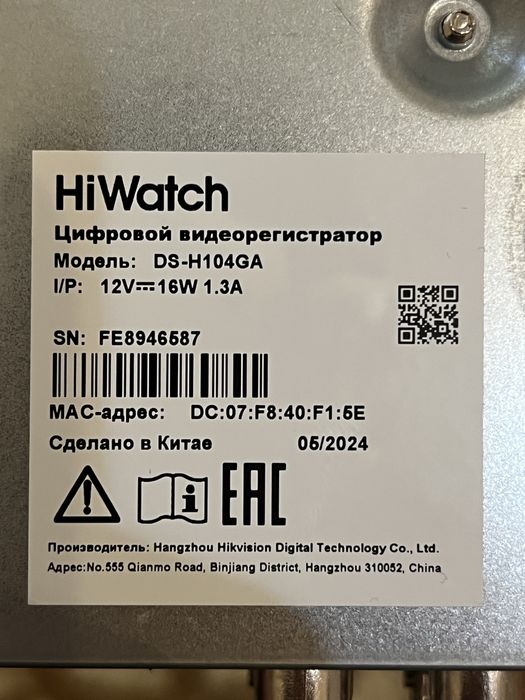 HiWatch
Цифровой видеорегистратор
Модель: DS-H104GA
I/P: 12V⎓16W 1.3A
SN: FE8946587
MAC-адрес: DC:07:F8:40:F1:5E
Сделано в Китае 05/2024
EAC
Производитель: Hangzhou Hikvision Digital Technology Co., Ltd.
Адрес:No.555 Qianmo Road, Binjiang District, Hangzhou 310052, China